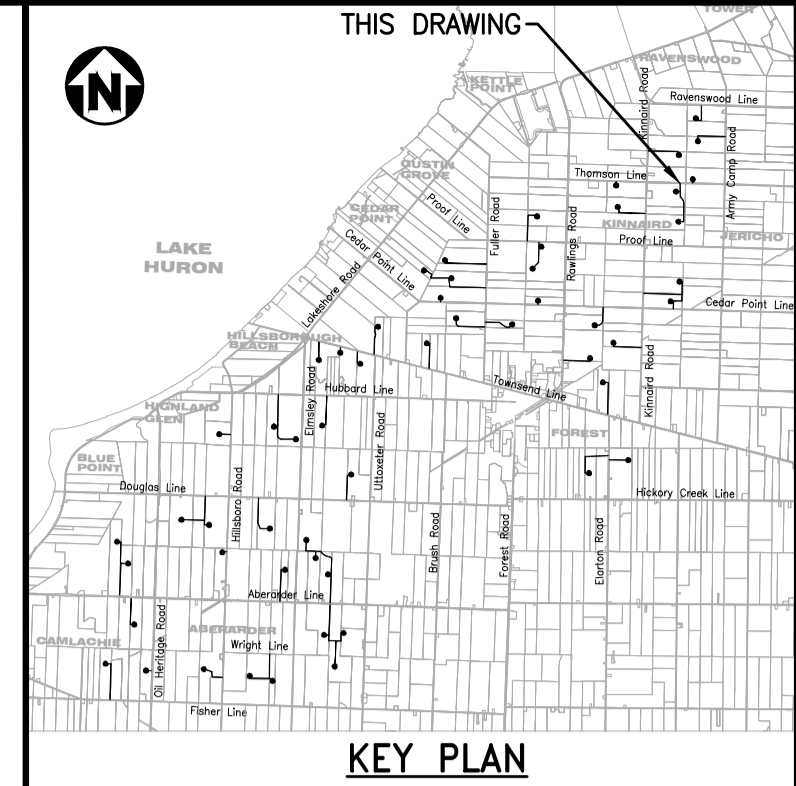 TOWER
THIS DRAWING
N
RAVENSWOOD
KETTLE
POINT
Kinnaird Road
Ravenswood Line
Army Camp Road
GUSTIN
GROVE
Thomson Line
CEDAR
POINT
Proof Line
Fuller Road
Rawlings Road
KINNAIRD
Proof Line
JERICHO
LAKE
HURON
Cedar Point Line
Lakeshore Road
Cedar Point Line
HILLSBOROUGH
BEACH
Elmsley Road
Hubbard Line
Townsend Line
Kinnaird Road
HIGHLAND
GLEN
Uttoxeter Road
FOREST
BLUE
POINT
Douglas Line
Hillsboro Road
Hickory Creek Line
Brush Road
Forest Road
Elarton Road
Aberarder Line
CAMLACHIE
Oil Heritage Road
ABERARDER
Wright Line
Fisher Line
KEY PLAN